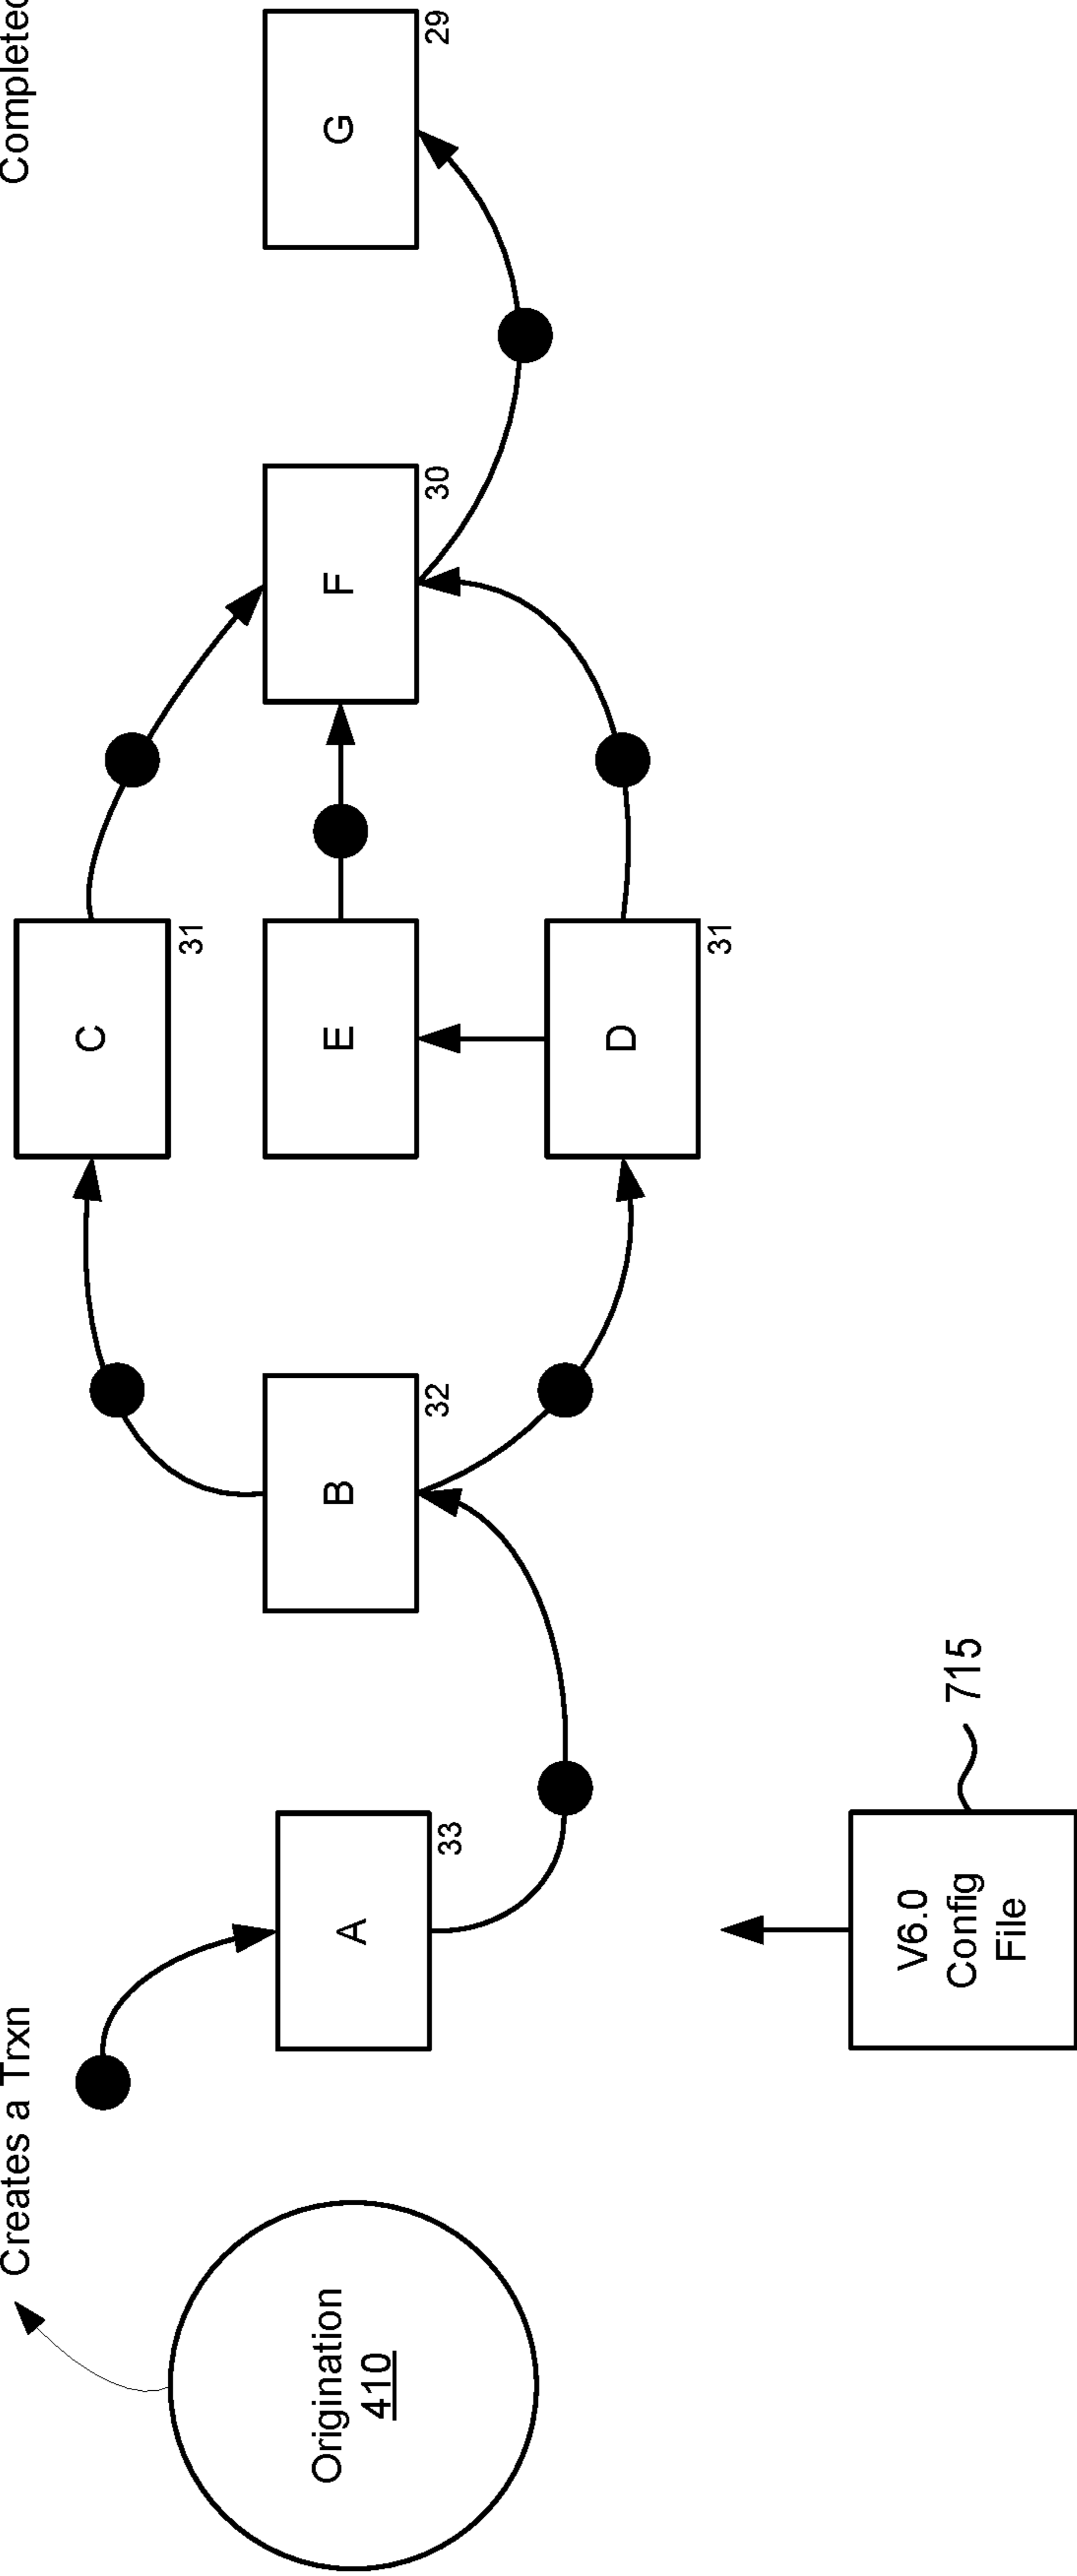 Creates a Trxn
Completed
Origination
410
A
33
B
32
C
31
E
D
31
F
30
G
29
V6.0
Config
File
715